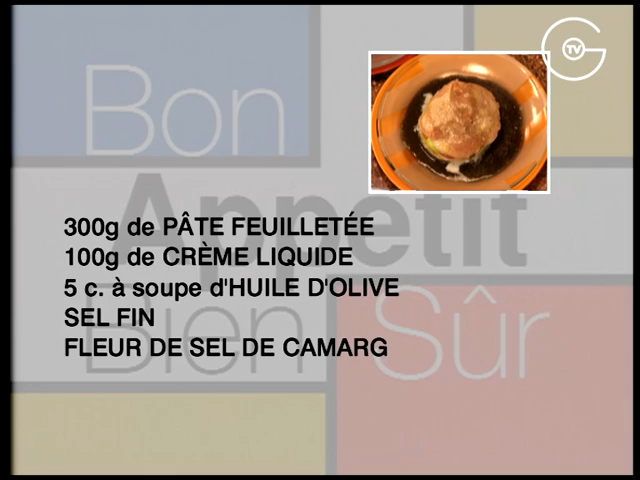 Bon
Appétit
Bien Sûr
TV G
300g de PÂTE FEUILLETÉE
100g de CRÈME LIQUIDE
5 c. à soupe d'HUILE D'OLIVE
SEL FIN
FLEUR DE SEL DE CAMARG